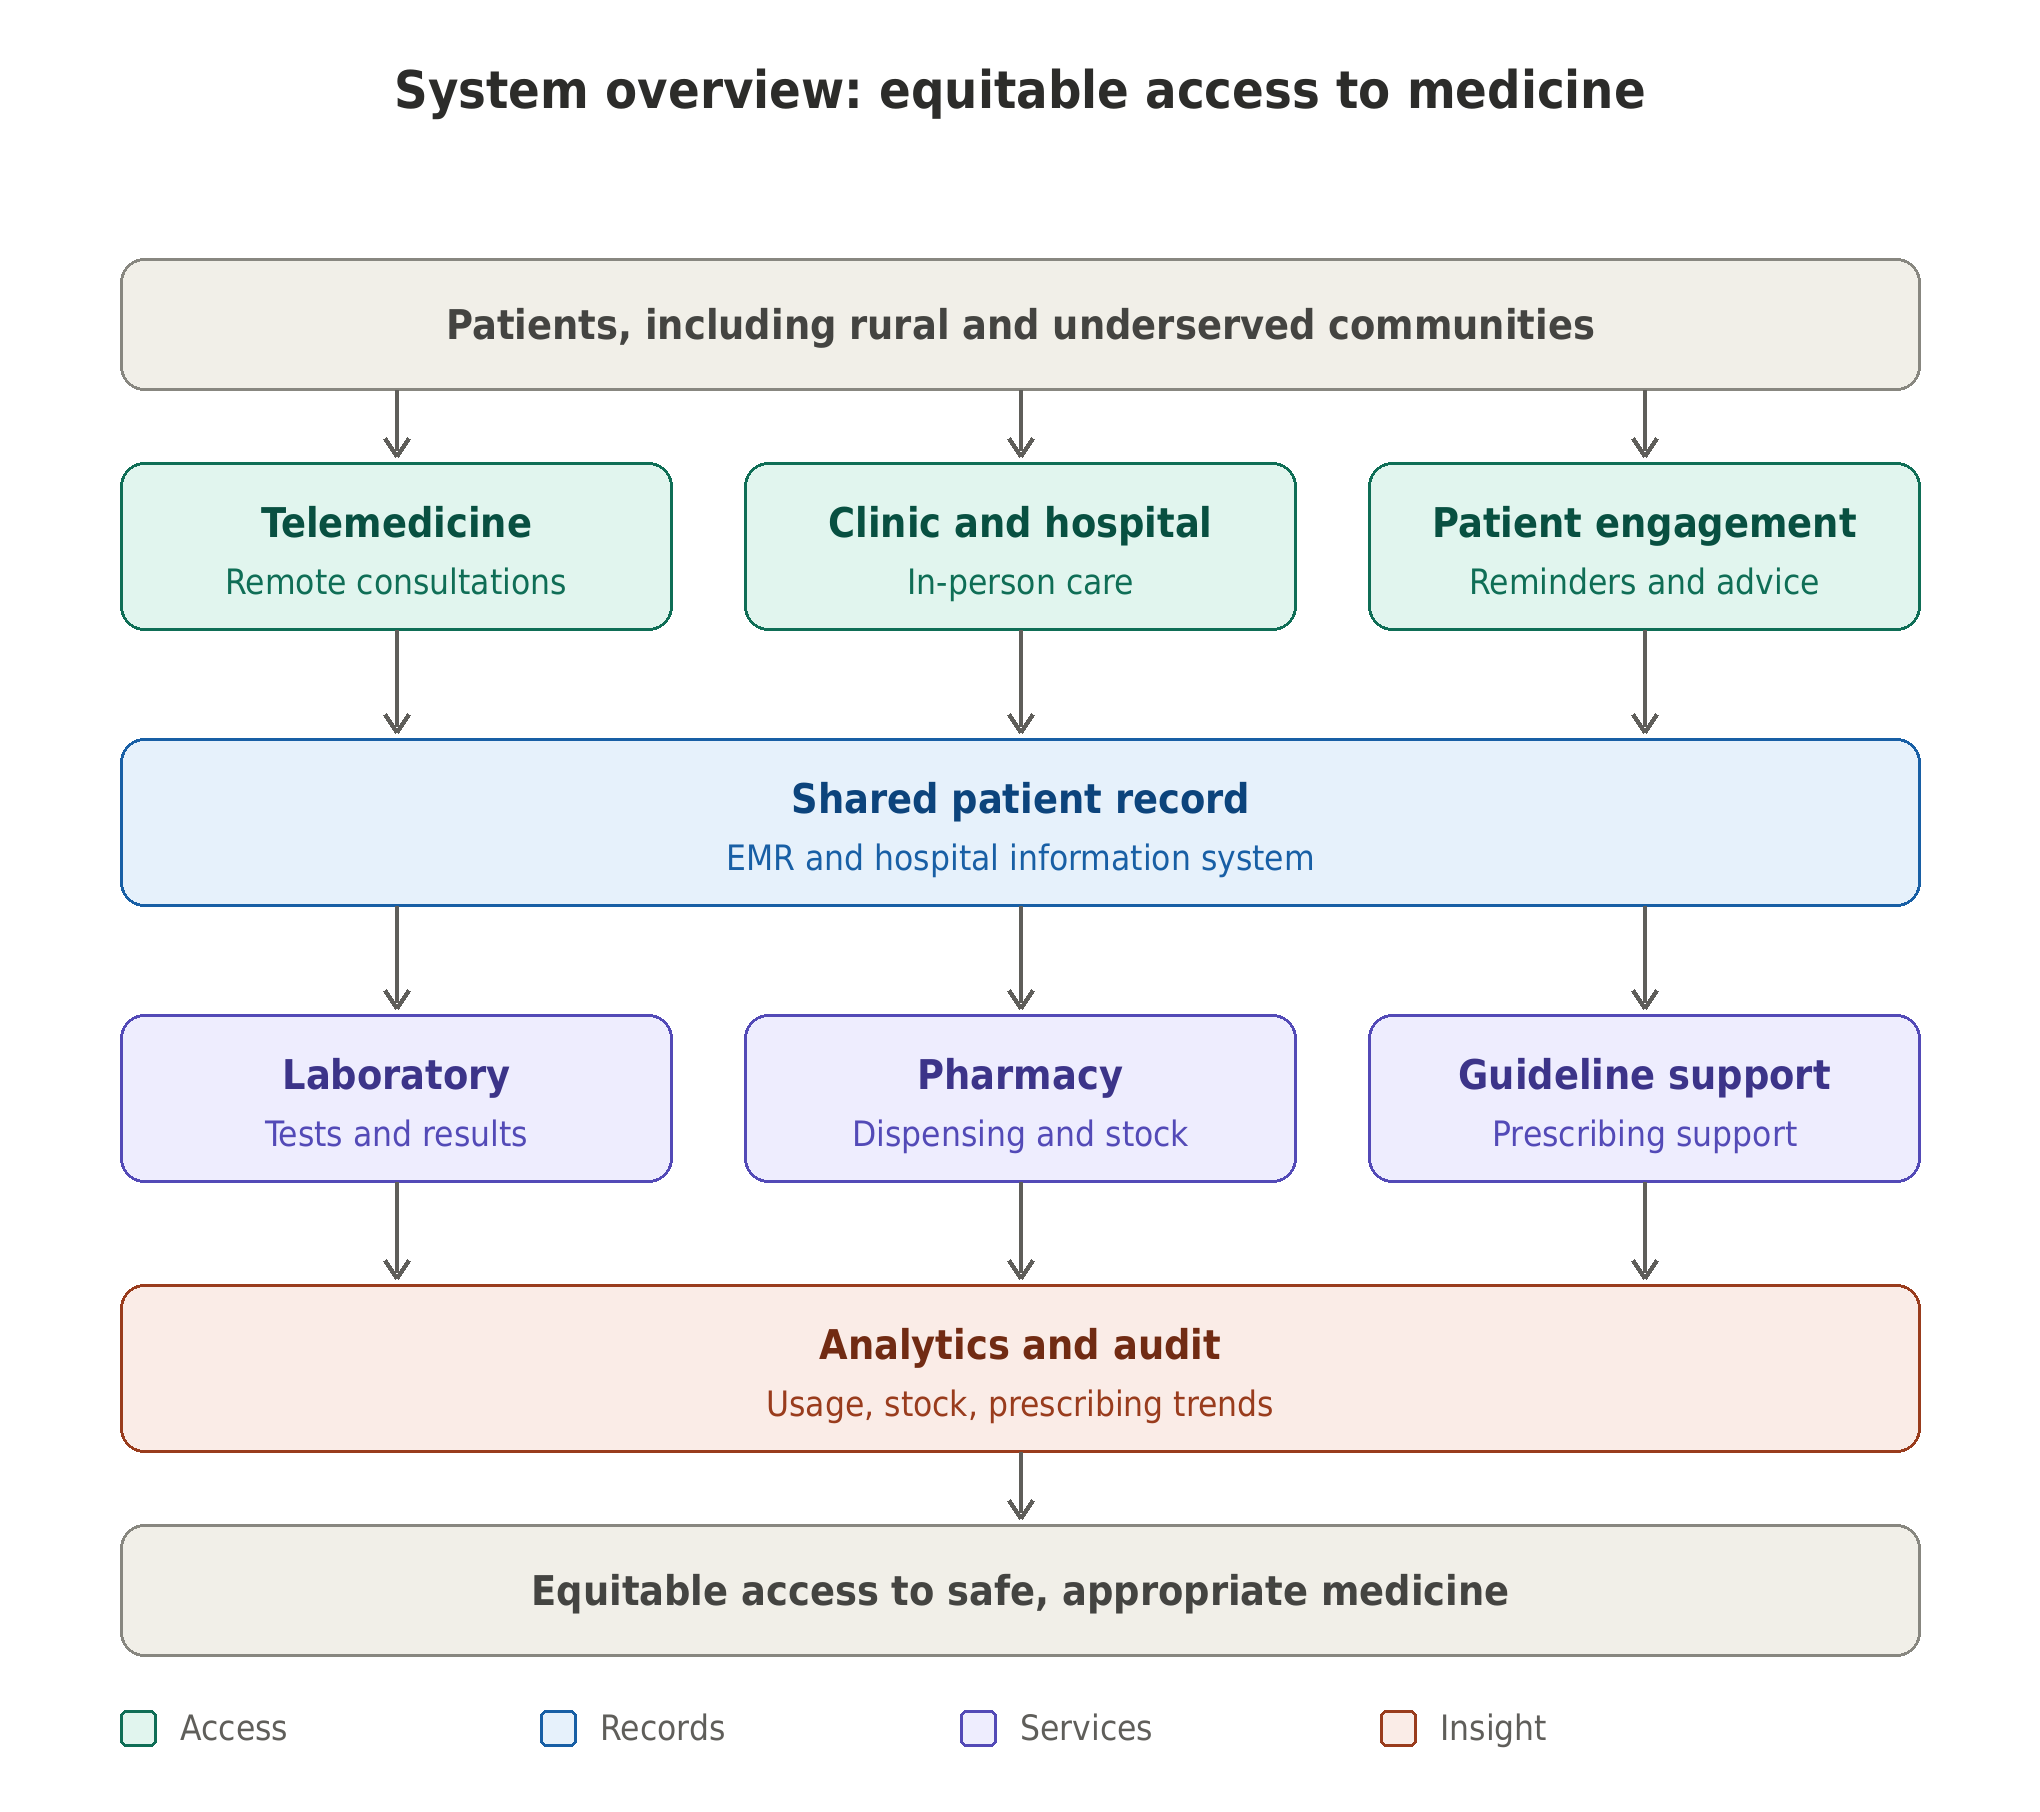 System overview: equitable access to medicine
Patients, including rural and underserved communities
Telemedicine
Remote consultations
Clinic and hospital
In-person care
Patient engagement
Reminders and advice
Shared patient record
EMR and hospital information system
Laboratory
Tests and results
Pharmacy
Dispensing and stock
Guideline support
Prescribing support
Analytics and audit
Usage, stock, prescribing trends
Equitable access to safe, appropriate medicine
Access
Records
Services
Insight